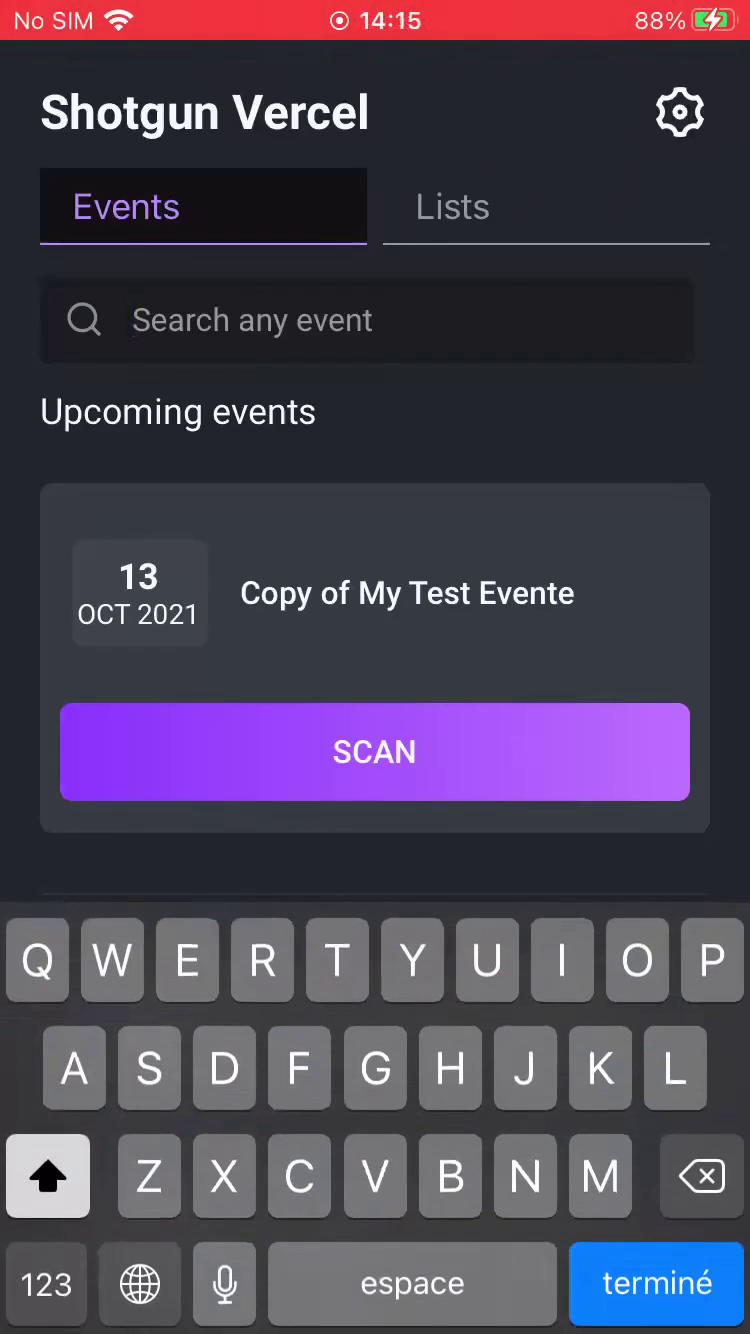 No SIM 14:15 88%
Shotgun Vercel
Events Lists
Search any event
Upcoming events
13
OCT 2021
Copy of My Test Evente
SCAN
Q W E R T Y U I O P
A S D F G H J K L
Z X C V B N M
123 espace terminé